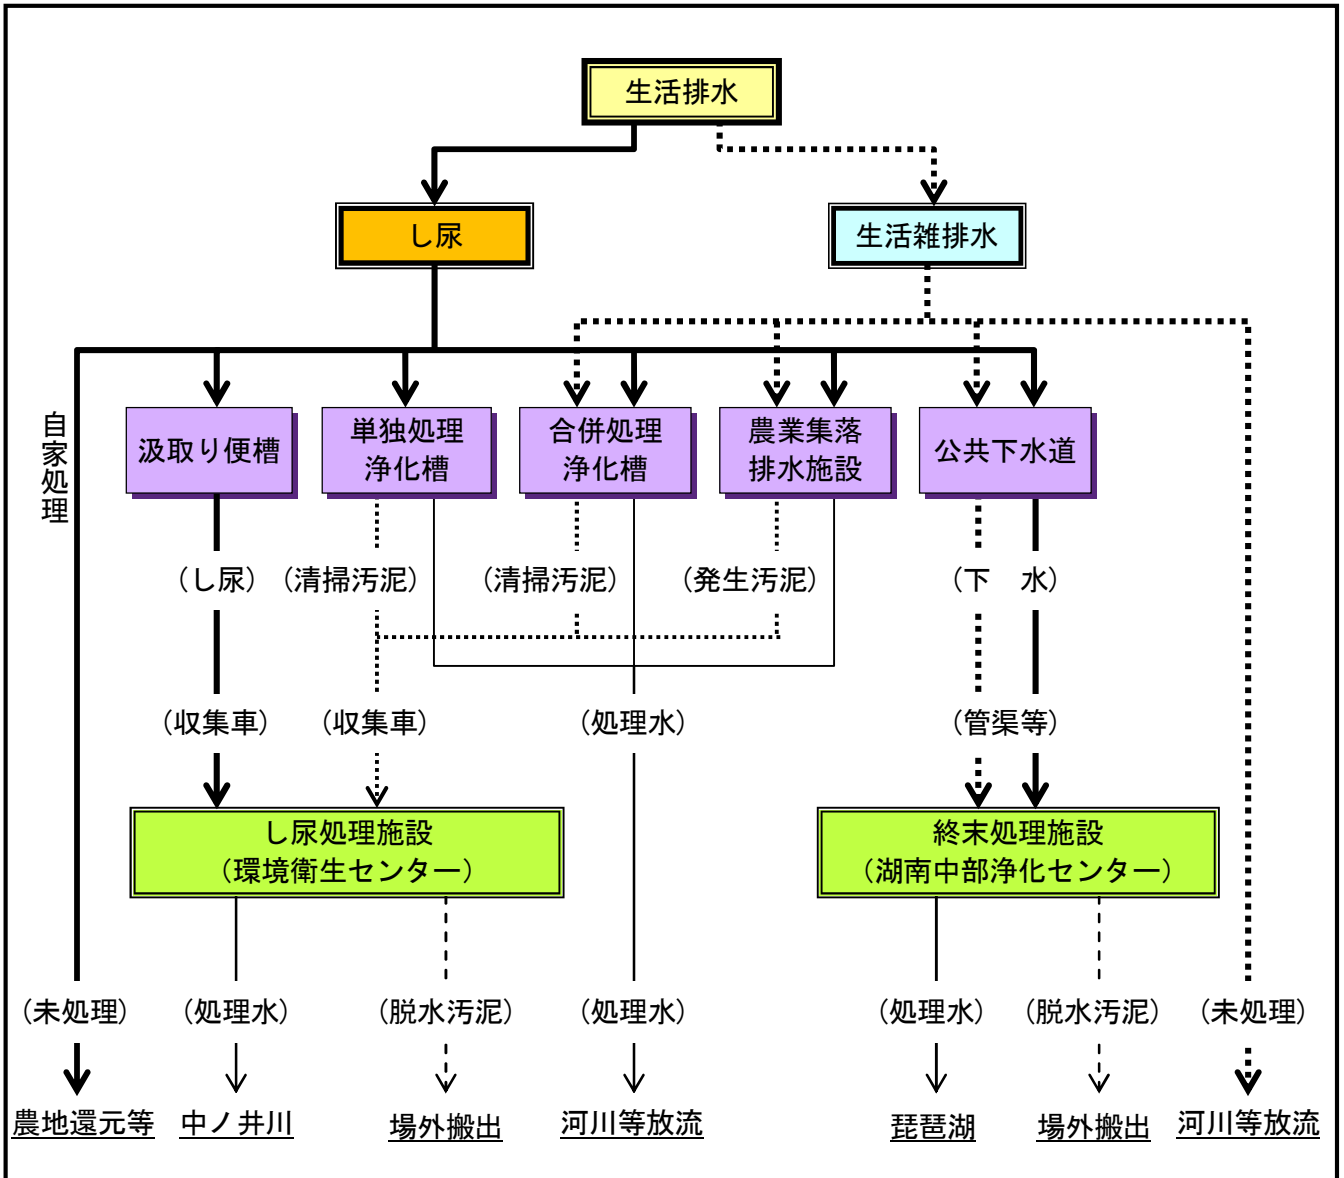 生活排水
し尿
生活雑排水
自家処理
汲取り便槽
単独処理
浄化槽
合併処理
浄化槽
農業集落
排水施設
公共下水道
（し尿）
（清掃汚泥）
（清掃汚泥）
（発生汚泥）
（下　水）
（収集車）
（収集車）
（処理水）
（管渠等）
し尿処理施設
（環境衛生センター）
終末処理施設
（湖南中部浄化センター）
（未処理）
（処理水）
（脱水汚泥）
（処理水）
（処理水）
（脱水汚泥）
（未処理）
農地還元等
中ノ井川
場外搬出
河川等放流
琵琶湖
場外搬出
河川等放流